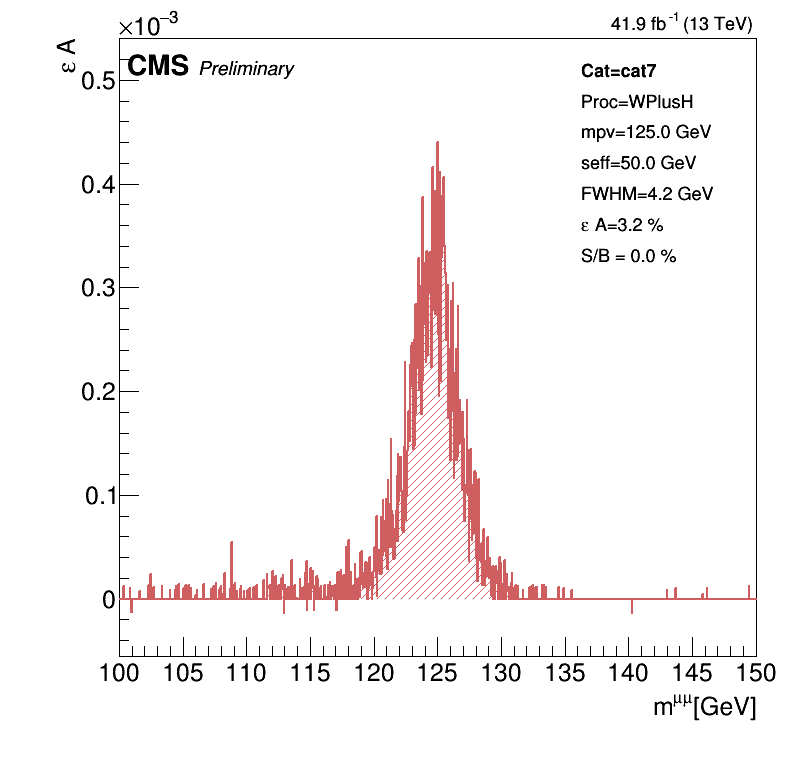 ×10⁻³
41.9 fb⁻¹ (13 TeV)
ε A
CMS Preliminary
Cat=cat7
Proc=WPlusH
mpv=125.0 GeV
seff=50.0 GeV
FWHM=4.2 GeV
ε A=3.2 %
S/B = 0.0 %
0.5
0.4
0.3
0.2
0.1
0
100 105 110 115 120 125 130 135 140 145 150
m^μμ[GeV]